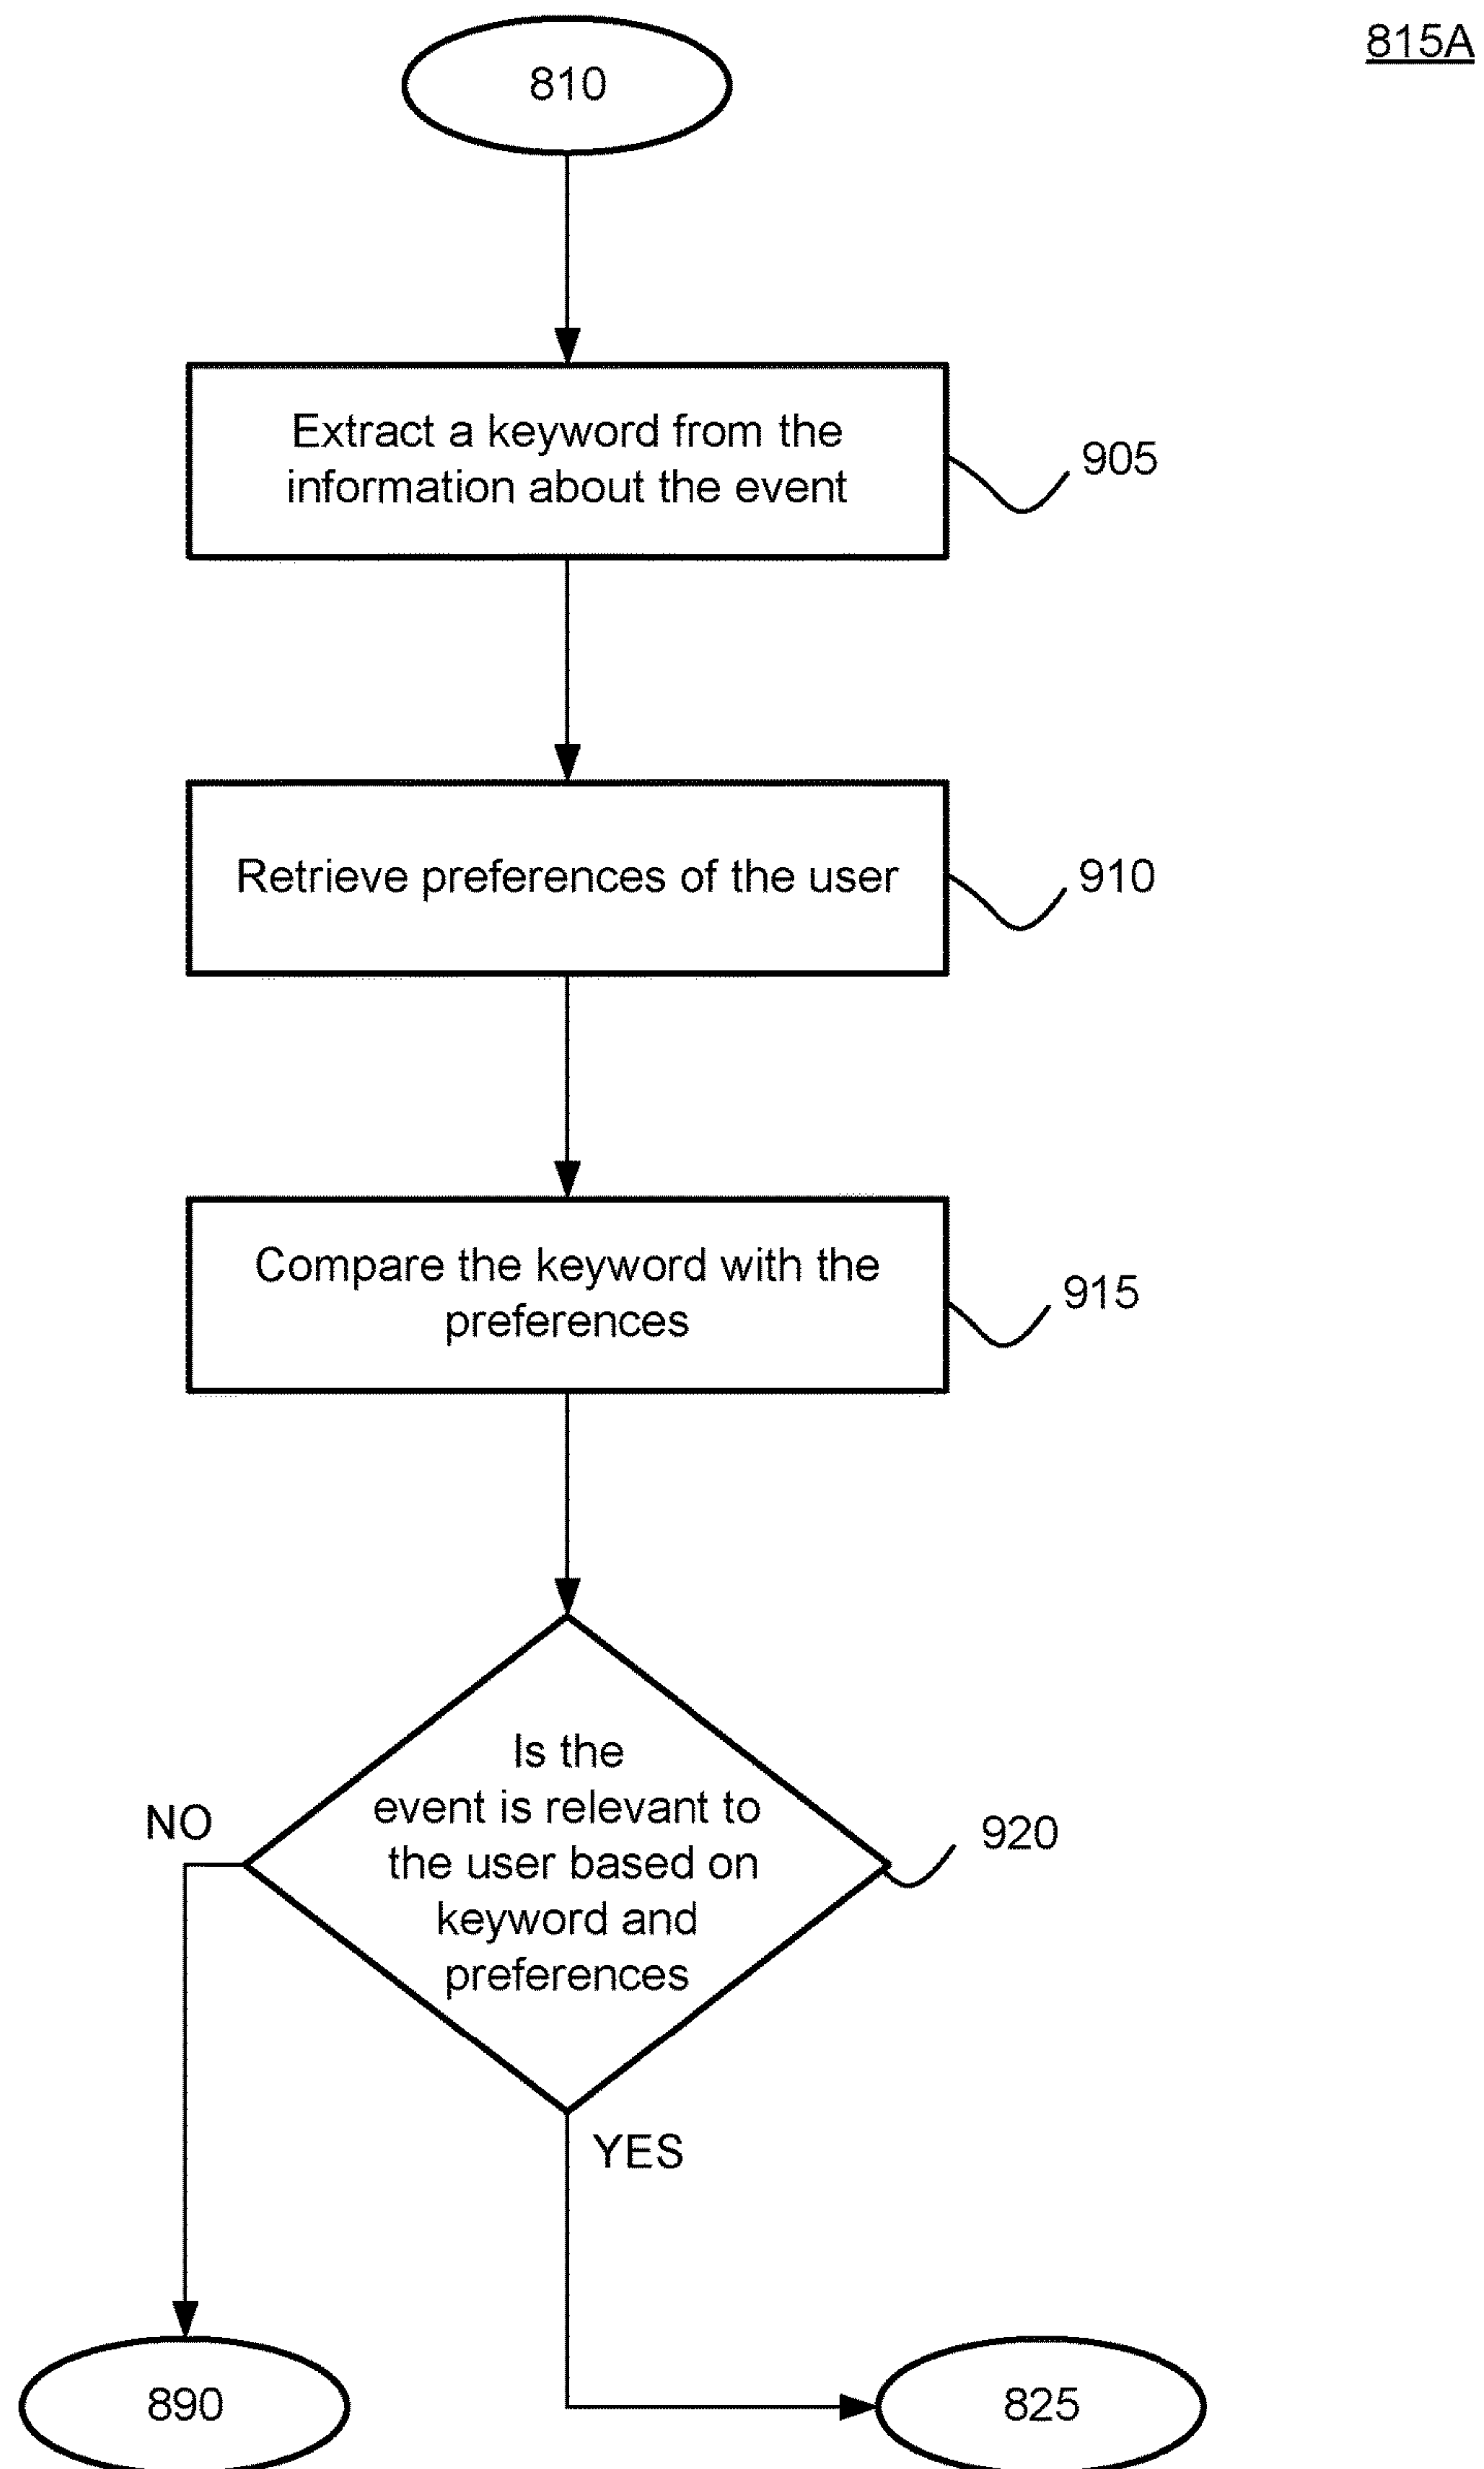 815A
810
Extract a keyword from the
information about the event
905
Retrieve preferences of the user
910
Compare the keyword with the
preferences
915
Is the
event is relevant to
the user based on
keyword and
preferences
920
NO
YES
890
825